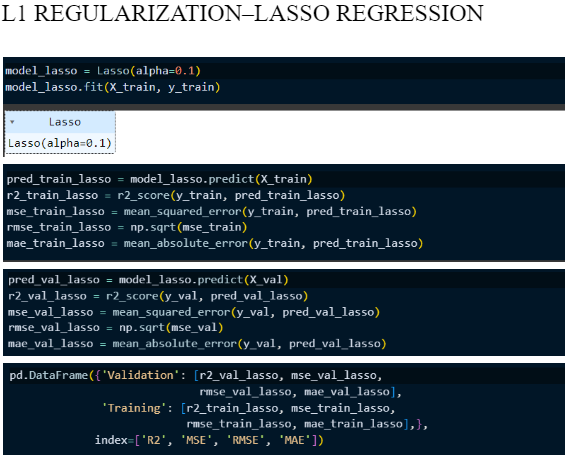 L1 REGULARIZATION–LASSO REGRESSION
model_lasso = Lasso(alpha=0.1)
model_lasso.fit(X_train, y_train)
▾ Lasso
Lasso(alpha=0.1)
pred_train_lasso = model_lasso.predict(X_train)
r2_train_lasso = r2_score(y_train, pred_train_lasso)
mse_train_lasso = mean_squared_error(y_train, pred_train_lasso)
rmse_train_lasso = np.sqrt(mse_train)
mae_train_lasso = mean_absolute_error(y_train, pred_train_lasso)
pred_val_lasso = model_lasso.predict(X_val)
r2_val_lasso = r2_score(y_val, pred_val_lasso)
mse_val_lasso = mean_squared_error(y_val, pred_val_lasso)
rmse_val_lasso = np.sqrt(mse_val)
mae_val_lasso = mean_absolute_error(y_val, pred_val_lasso)
pd.DataFrame({'Validation': [r2_val_lasso, mse_val_lasso,
rmse_val_lasso, mae_val_lasso],
'Training': [r2_train_lasso, mse_train_lasso,
rmse_train_lasso, mae_train_lasso],},
index=['R2', 'MSE', 'RMSE', 'MAE'])